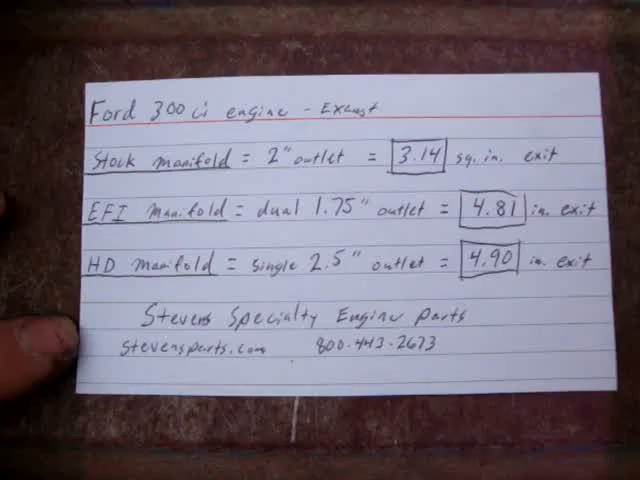 Ford 300 ci engine - Exaust
Stock manifold = 2" outlet = 3.14 sq. in. exit
EFI manifold = dual 1.75" outlet = 4.81 in. exit
HD manifold = single 2.5" outlet = 4.90 in. exit
Stevens Specialty Engine Parts
stevensparts.com 800-443-2673